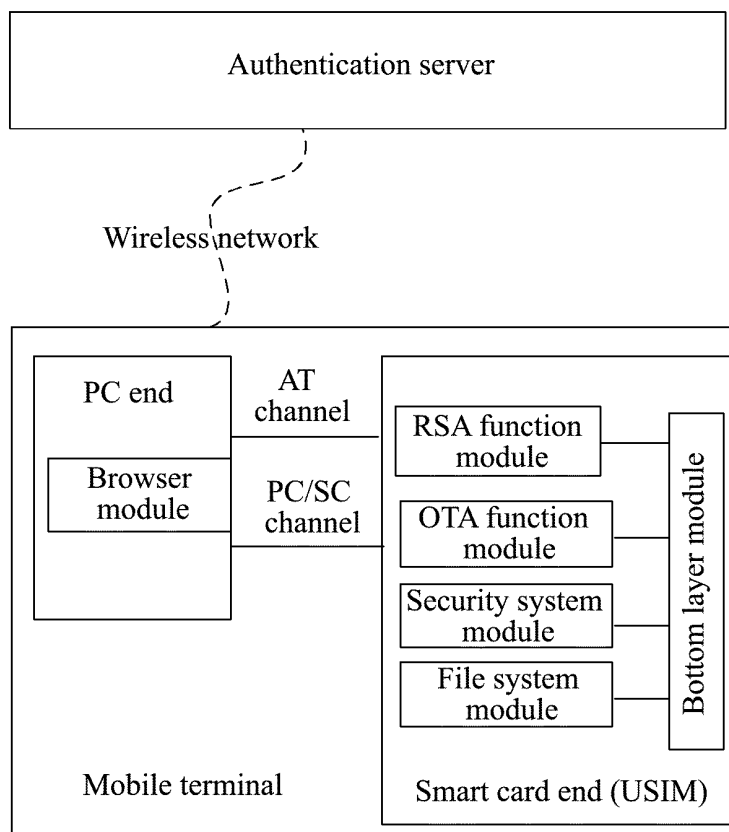 Authentication server
Wireless network
PC end
Browser
module
AT
channel
PC/SC
channel
RSA function
module
OTA function
module
Security system
module
File system
module
Bottom layer module
Mobile terminal
Smart card end (USIM)